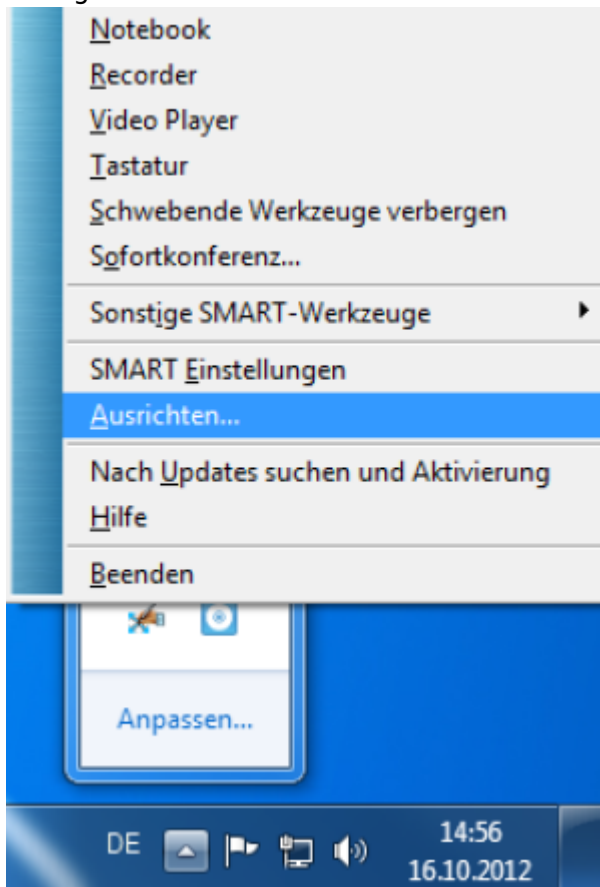 Notebook
Recorder
Video Player
Tastatur
Schwebende Werkzeuge verbergen
Sofortkonferenz...
Sonstige SMART-Werkzeuge
SMART Einstellungen
Ausrichten...
Nach Updates suchen und Aktivierung
Hilfe
Beenden
Anpassen...
DE
14:56
16.10.2012